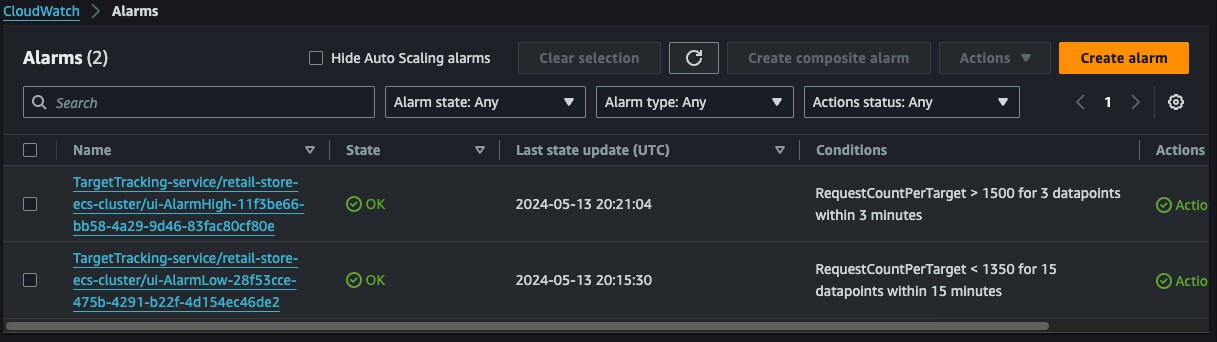 CloudWatch > Alarms
Alarms (2)
Hide Auto Scaling alarms
Clear selection
Create composite alarm
Actions
Create alarm
Search
Alarm state: Any
Alarm type: Any
Actions status: Any
1
Name
State
Last state update (UTC)
Conditions
Actions
TargetTracking-service/retail-store-
ecs-cluster/ui-AlarmHigh-11f3be66-
bb58-4a29-9d46-83fac80cf80e
OK
2024-05-13 20:21:04
RequestCountPerTarget > 1500 for 3 datapoints
within 3 minutes
Actio
TargetTracking-service/retail-store-
ecs-cluster/ui-AlarmLow-28f53cce-
475b-4291-b22f-4d154ec46de2
OK
2024-05-13 20:15:30
RequestCountPerTarget < 1350 for 15
datapoints within 15 minutes
Actio